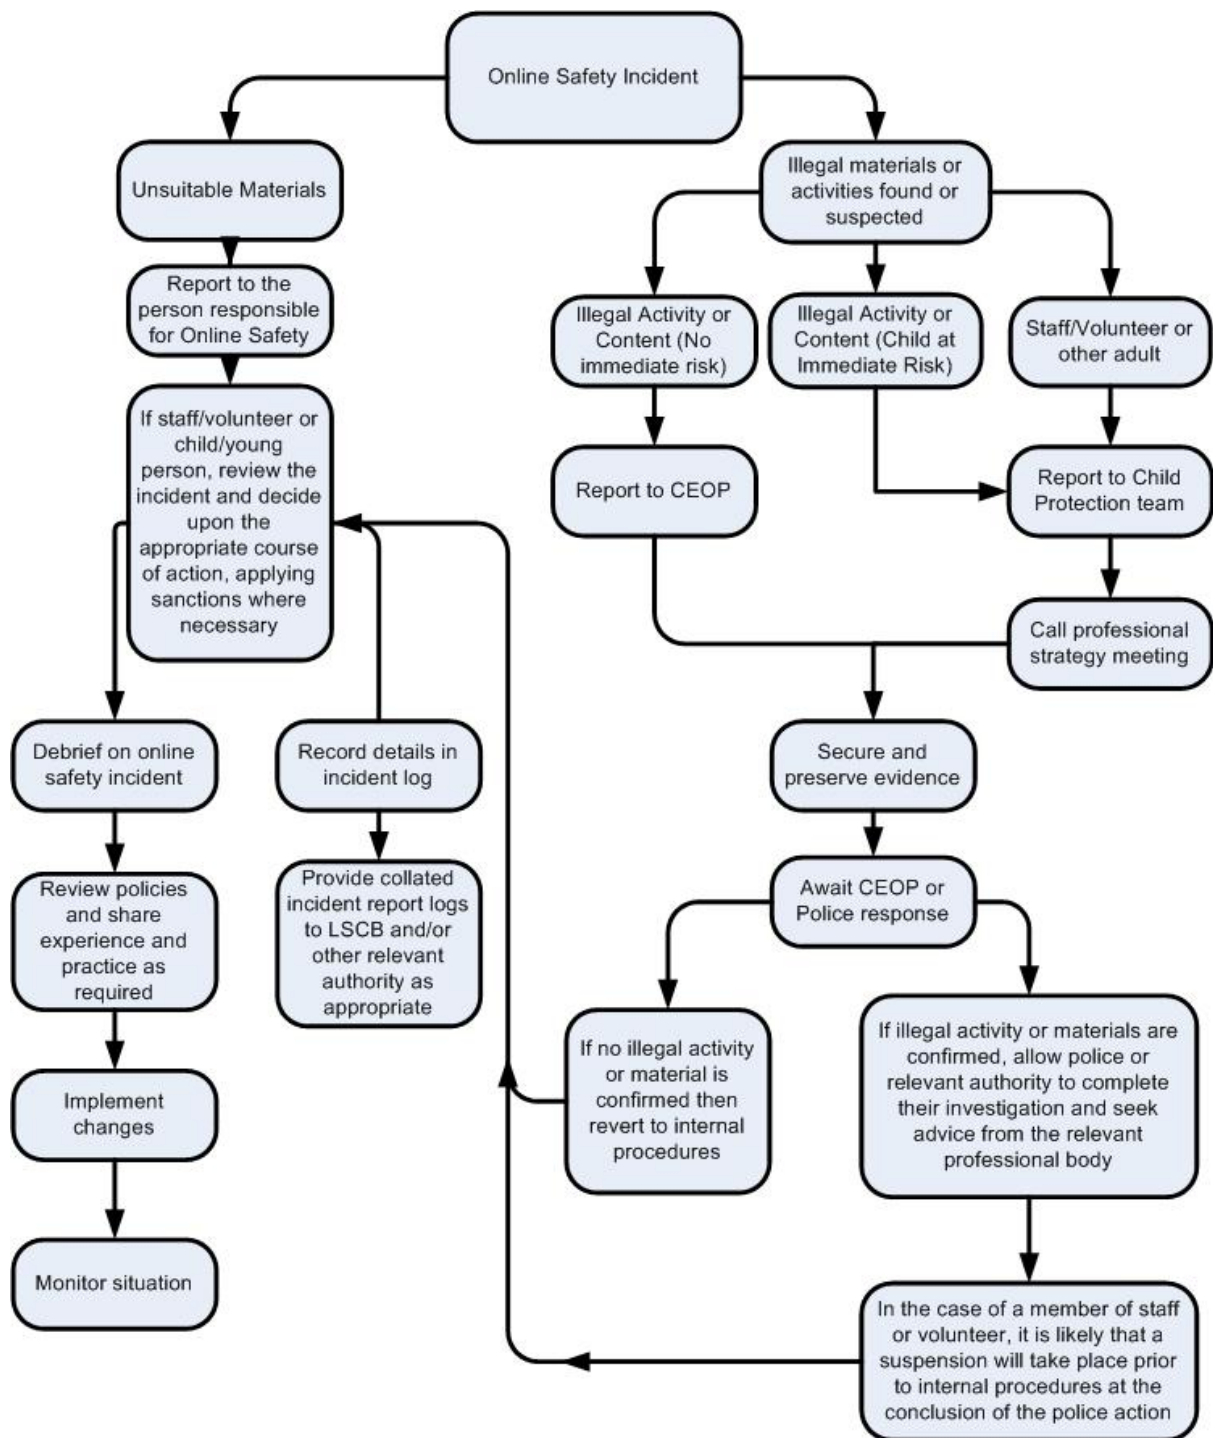 Online Safety Incident
Unsuitable Materials
Illegal materials or
activities found or
suspected
Report to the
person responsible
for Online Safety
Illegal Activity or
Content (No
immediate risk)
Illegal Activity or
Content (Child at
Immediate Risk)
Staff/Volunteer or
other adult
If staff/volunteer or
child/young
person, review the
incident and decide
upon the
appropriate course
of action, applying
sanctions where
necessary
Report to CEOP
Report to Child
Protection team
Call professional
strategy meeting
Debrief on online
safety incident
Record details in
incident log
Secure and
preserve evidence
Review policies
and share
experience and
practice as
required
Provide collated
incident report logs
to LSCB and/or
other relevant
authority as
appropriate
Await CEOP or
Police response
If no illegal activity
or material is
confirmed then
revert to internal
procedures
If illegal activity or materials are
confirmed, allow police or
relevant authority to complete
their investigation and seek
advice from the relevant
professional body
Implement
changes
Monitor situation
In the case of a member of staff
or volunteer, it is likely that a
suspension will take place prior
to internal procedures at the
conclusion of the police action